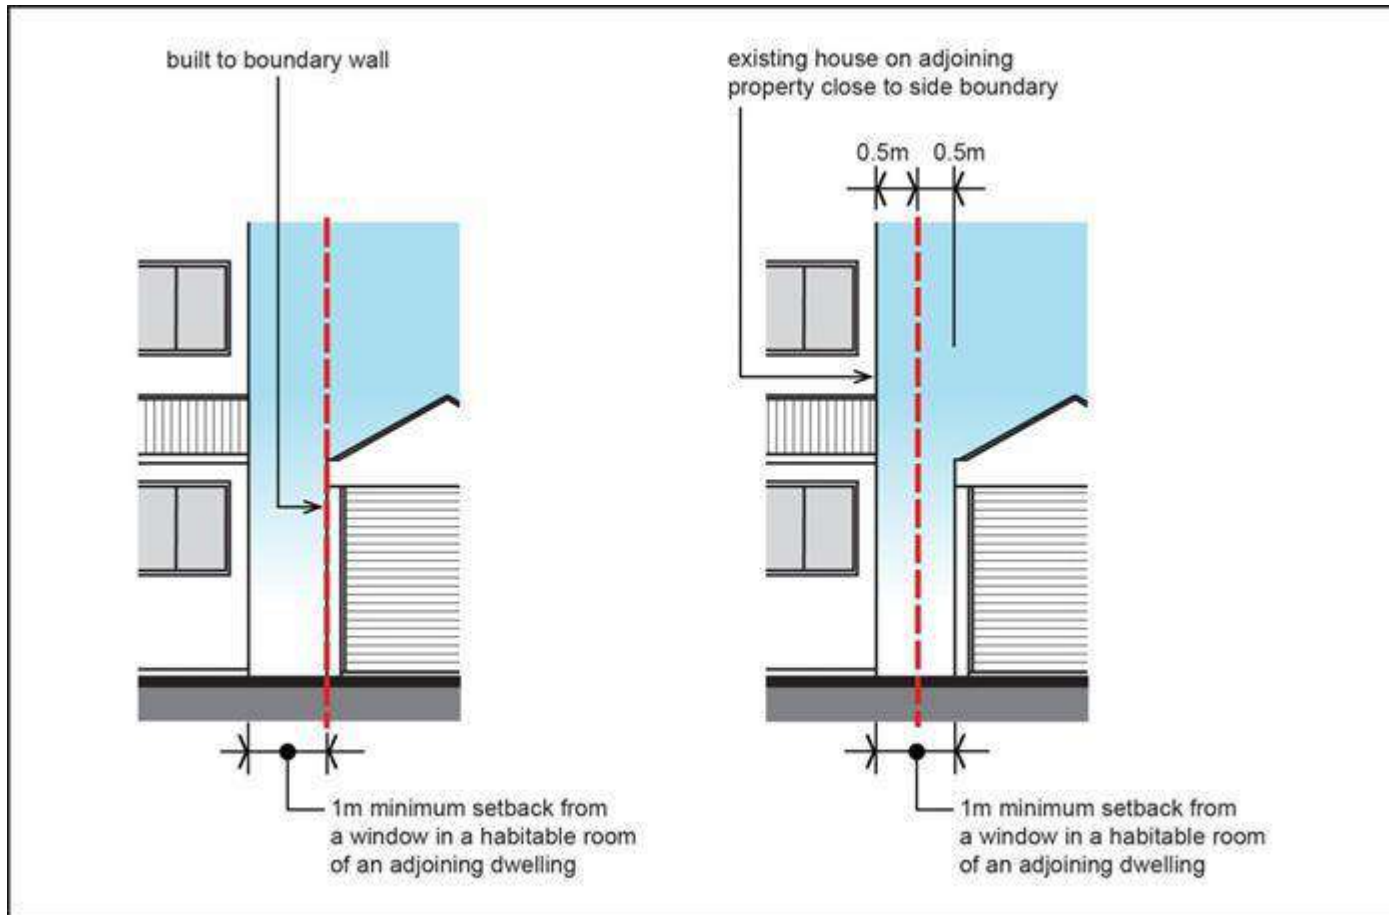 built to boundary wall
existing house on adjoining
property close to side boundary
0.5m 0.5m
1m minimum setback from
a window in a habitable room
of an adjoining dwelling
1m minimum setback from
a window in a habitable room
of an adjoining dwelling